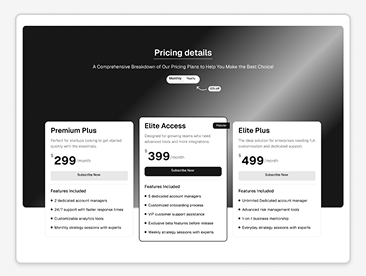 Pricing details
A Comprehensive Breakdown of Our Pricing Plans to Help You Make the Best Choice!
Monthly Yearly
Premium Plus
Perfect for startups looking to get started
quickly with the essentials.
$299/month
Subscribe Now
Features Included
2 dedicated account managers
24/7 support with faster response times
Customizable analytics tools
Monthly strategy sessions with experts
Elite Access
Popular
Designed for growing teams who need
advanced tools and more integrations.
$399/month
Subscribe Now
Features Included
5 dedicated account managers
Customized onboarding process
VIP customer support assistance
Exclusive beta features before release
Weekly strategy sessions with experts
Elite Plus
The ideal solution for enterprises needing full
customization and dedicated support.
$499/month
Subscribe Now
Features Included
Unlimited Dedicated account manager
Advanced risk management tools
1-on-1 business mentorship
Everyday strategy sessions with experts